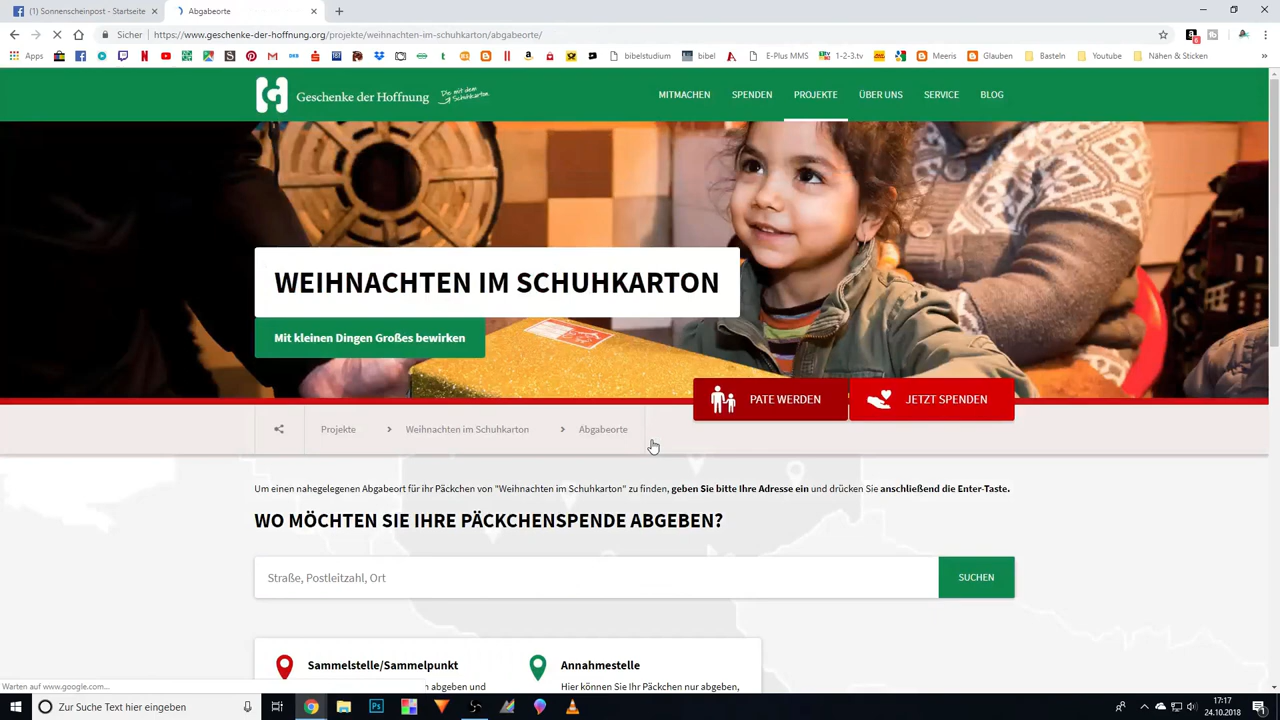 (1) Sonnenscheinpost - Startseite
Abgabeorte
Sicher
https://www.geschenke-der-hoffnung.org/projekte/weihnachten-im-schuhkarton/abgabeorte/
Apps
bibelstudium
bibel
E-Plus MMS
1-2-3.tv
Meeris
Glauben
Basteln
Youtube
Nähen & Sticken
Geschenke der Hoffnung
Die mit dem Schuhkarton.
MITMACHEN
SPENDEN
PROJEKTE
ÜBER UNS
SERVICE
BLOG
WEIHNACHTEN IM SCHUHKARTON
Mit kleinen Dingen Großes bewirken
PATE WERDEN
JETZT SPENDEN
Projekte > Weihnachten im Schuhkarton > Abgabeorte
Um einen nahegelegenen Abgabeort für ihr Päckchen von "Weihnachten im Schuhkarton" zu finden, geben Sie bitte Ihre Adresse ein und drücken Sie anschließend die Enter-Taste.
WO MÖCHTEN SIE IHRE PÄCKCHENSPENDE ABGEBEN?
Straße, Postleitzahl, Ort
SUCHEN
Sammelstelle/Sammelpunkt
Annahmestelle
abgeben und
Hier können Sie Ihr Päckchen nur abgeben,
Warten auf www.google.com...
Zur Suche Text hier eingeben
17:17
24.10.2018